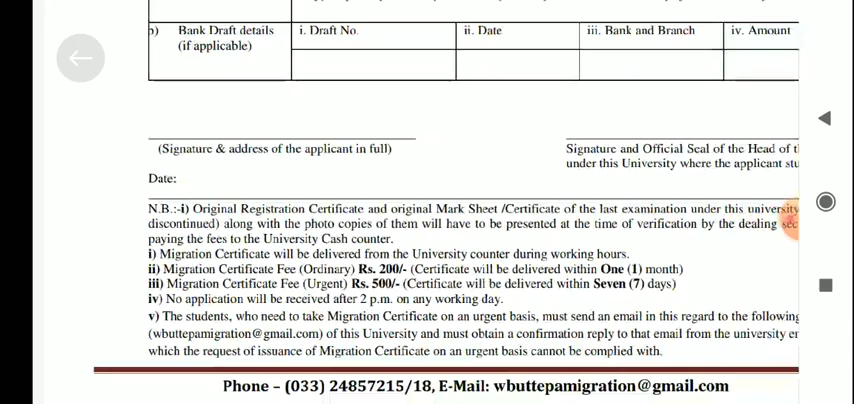 b) Bank Draft details i. Draft No. ii. Date iii. Bank and Branch iv. Amount
(if applicable)
(Signature & address of the applicant in full) Signature and Official Seal of the Head of
under this University where the applicant
Date:
N.B.:-i) Original Registration Certificate and original Mark Sheet /Certificate of the last examination under this university
discontinued) along with the photo copies of them will have to be presented at the time of verification by the dealing
paying the fees to the University Cash counter.
i) Migration Certificate will be delivered from the University counter during working hours.
ii) Migration Certificate Fee (Ordinary) Rs. 200/- (Certificate will be delivered within One (1) month)
iii) Migration Certificate Fee (Urgent) Rs. 500/- (Certificate will be delivered within Seven (7) days)
iv) No application will be received after 2 p.m. on any working day.
v) The students, who need to take Migration Certificate on an urgent basis, must send an email in this regard to the following
(wbuttepamigration@gmail.com) of this University and must obtain a confirmation reply to that email from the university
which the request of issuance of Migration Certificate on an urgent basis cannot be complied with.
Phone – (033) 24857215/18, E-Mail: wbuttepamigration@gmail.com